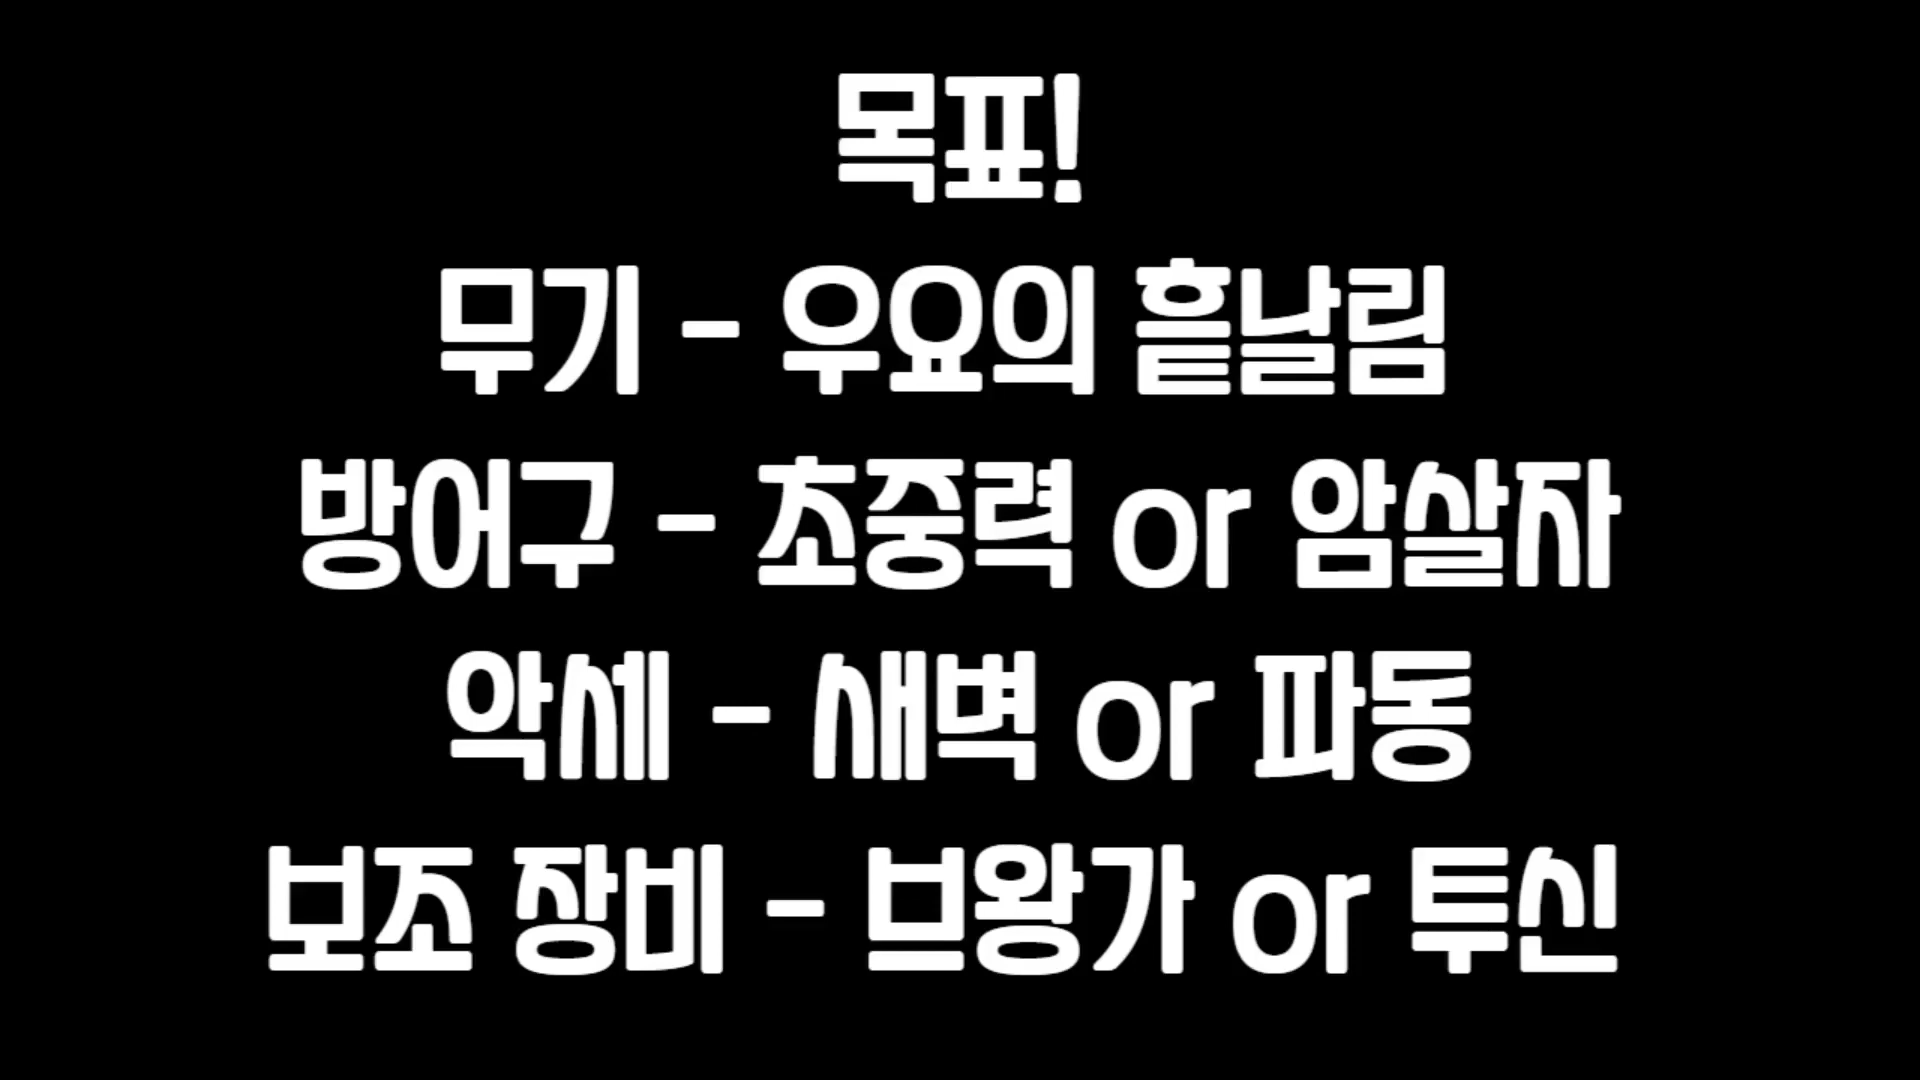 목표!
무기 - 우요의 흩날림
방어구 - 초중력 or 암살자
악세 - 새벽 or 파동
보조 장비 - 브왕가 or 투신